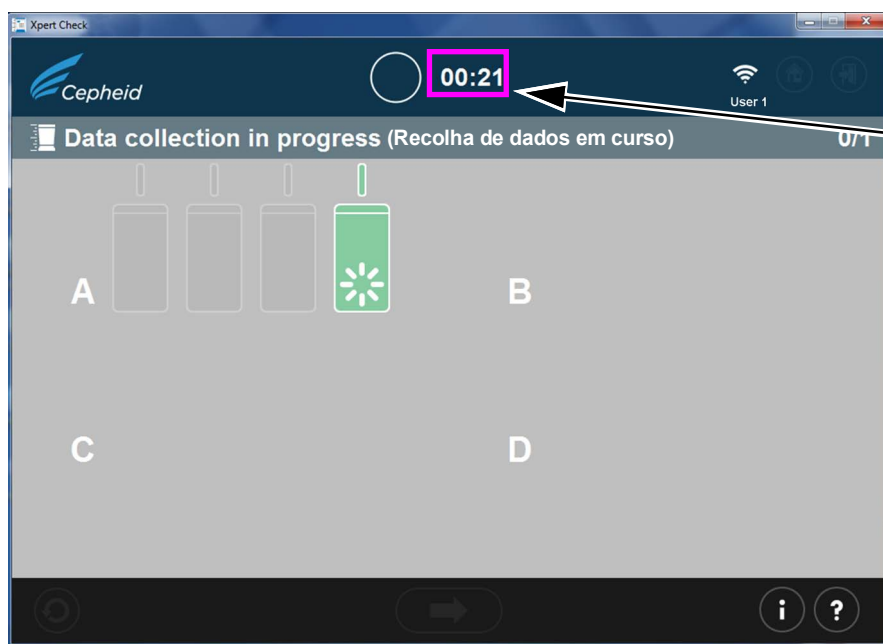 Xpert Check
Cepheid
00:21
User 1
Data collection in progress (Recolha de dados em curso)
0/1
A
B
C
D
i
?